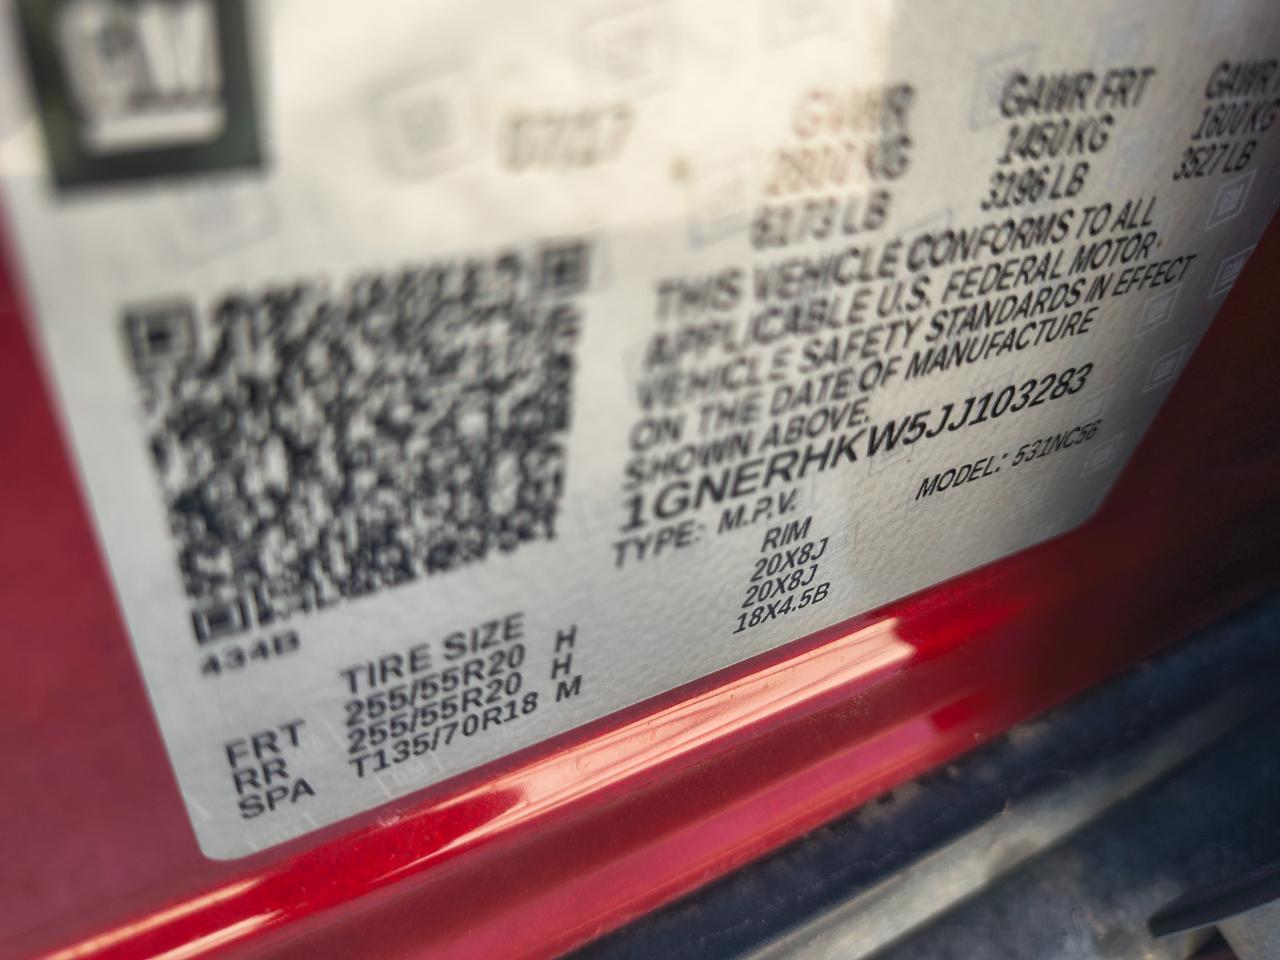 GM
07/17
GAWR FRT
GAWR
1450 KG
1600 KG
6173 LB
3196 LB
3527 LB
THIS VEHICLE CONFORMS TO ALL
APPLICABLE U.S. FEDERAL MOTOR
VEHICLE SAFETY STANDARDS IN EFFECT
ON THE DATE OF MANUFACTURE
SHOWN ABOVE.
1GNERHKW5JJ103283
TYPE: M.P.V. MODEL: 531NC56
434B
TIRE SIZE RIM
FRT 255/55R20 H 20X8J
RR 255/55R20 H 20X8J
SPA T135/70R18 M 18X4.5B